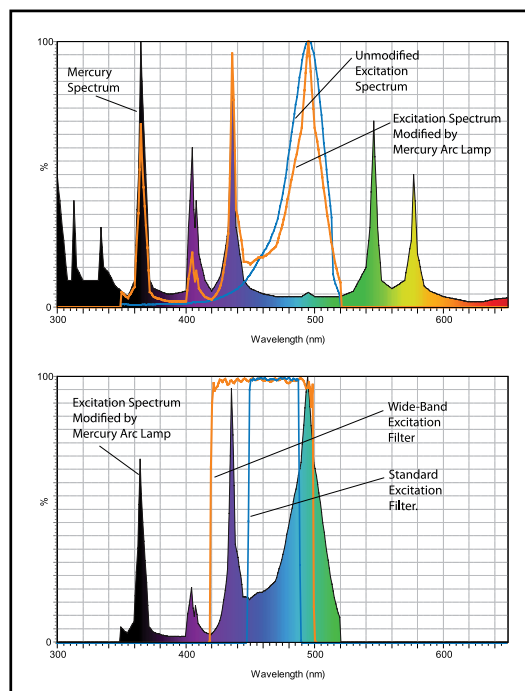 100
Mercury
Spectrum
Unmodified
Excitation
Spectrum
Excitation Spectrum
Modified by
Mercury Arc Lamp
%
0
300
400
500
600
Wavelength (nm)
100
Excitation Spectrum
Modified by
Mercury Arc Lamp
Wide-Band
Excitation
Filter
Standard
Excitation
Filter.
%
0
300
400
500
600
Wavelength (nm)